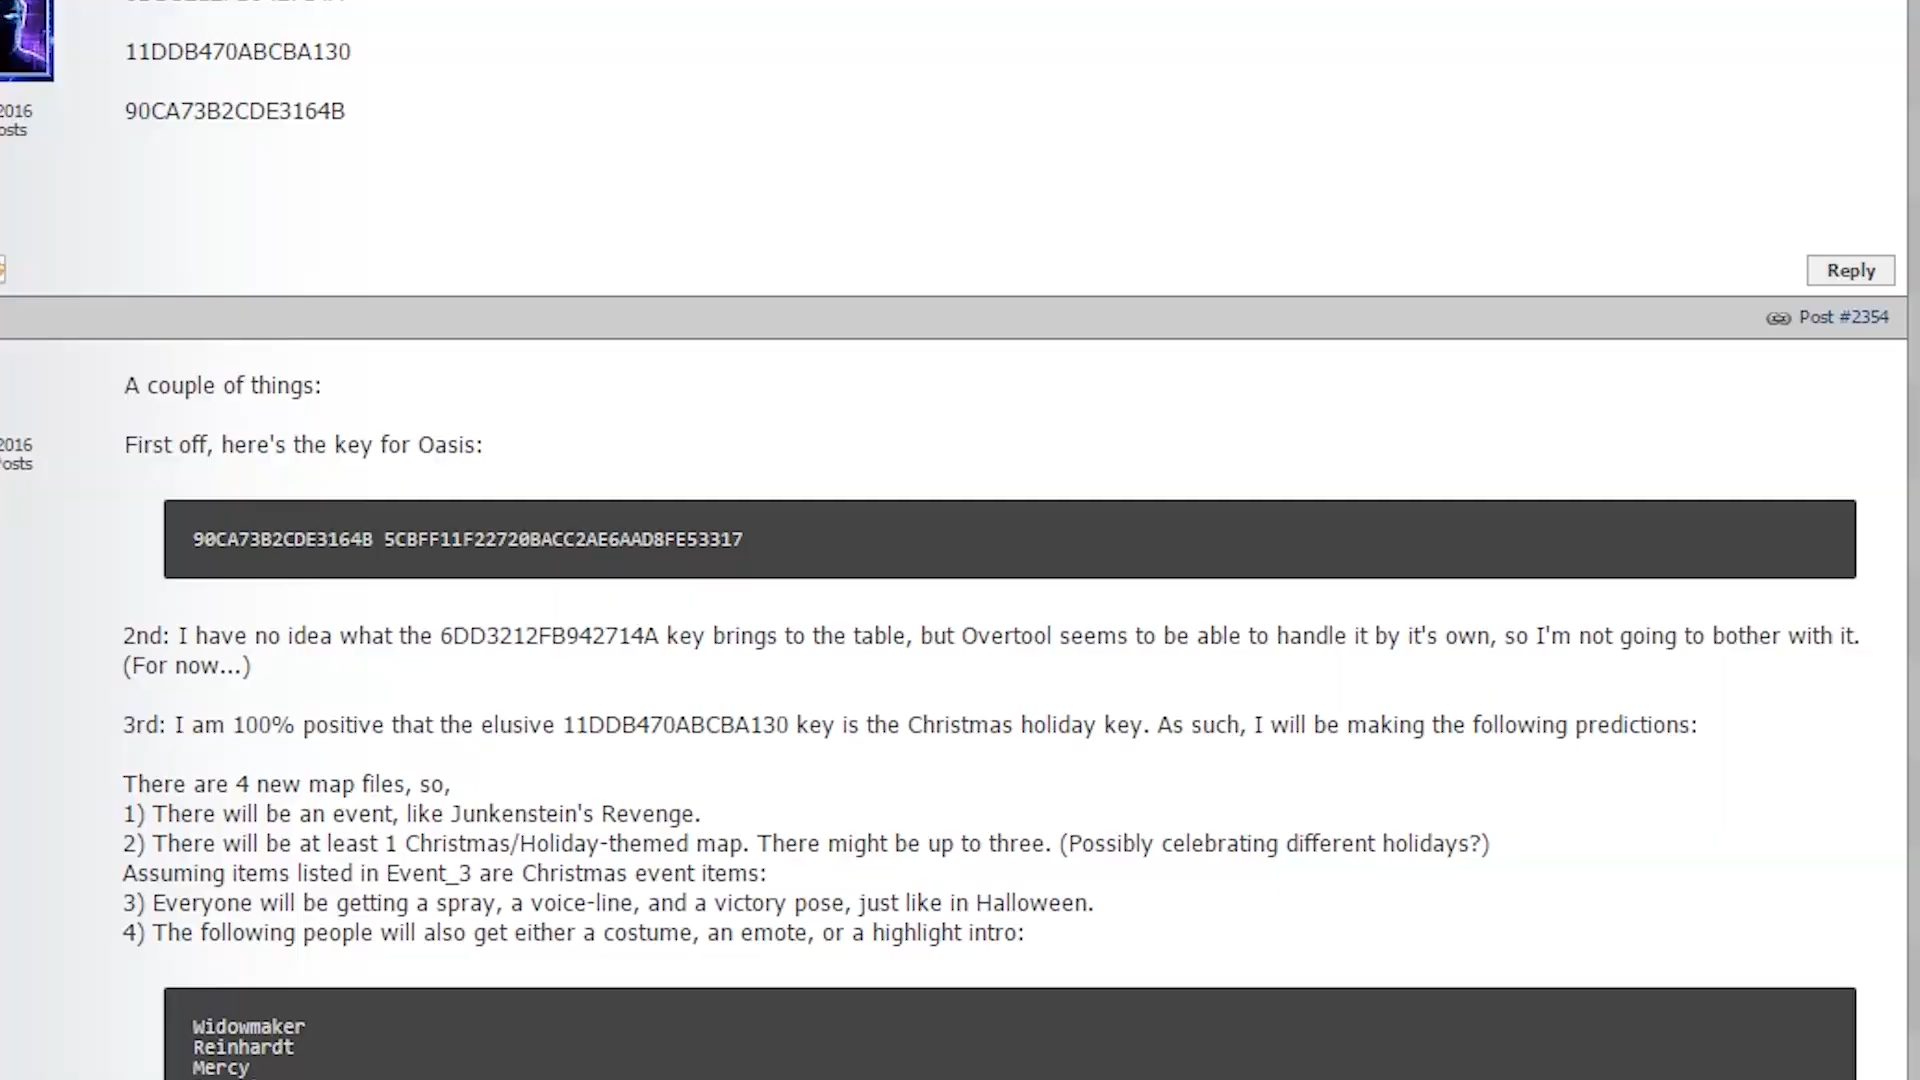 11DDB470ABCBA130
90CA73B2CDE3164B
2016
osts
Reply
Post #2354
A couple of things:
2016
Posts
First off, here's the key for Oasis:
90CA73B2CDE3164B 5CBFF11F22720BACC2AE6AAD8FE53317
2nd: I have no idea what the 6DD3212FB942714A key brings to the table, but Overtool seems to be able to handle it by it's own, so I'm not going to bother with it.
(For now...)
3rd: I am 100% positive that the elusive 11DDB470ABCBA130 key is the Christmas holiday key. As such, I will be making the following predictions:
There are 4 new map files, so,
1) There will be an event, like Junkenstein's Revenge.
2) There will be at least 1 Christmas/Holiday-themed map. There might be up to three. (Possibly celebrating different holidays?)
Assuming items listed in Event_3 are Christmas event items:
3) Everyone will be getting a spray, a voice-line, and a victory pose, just like in Halloween.
4) The following people will also get either a costume, an emote, or a highlight intro:
Widowmaker
Reinhardt
Mercy